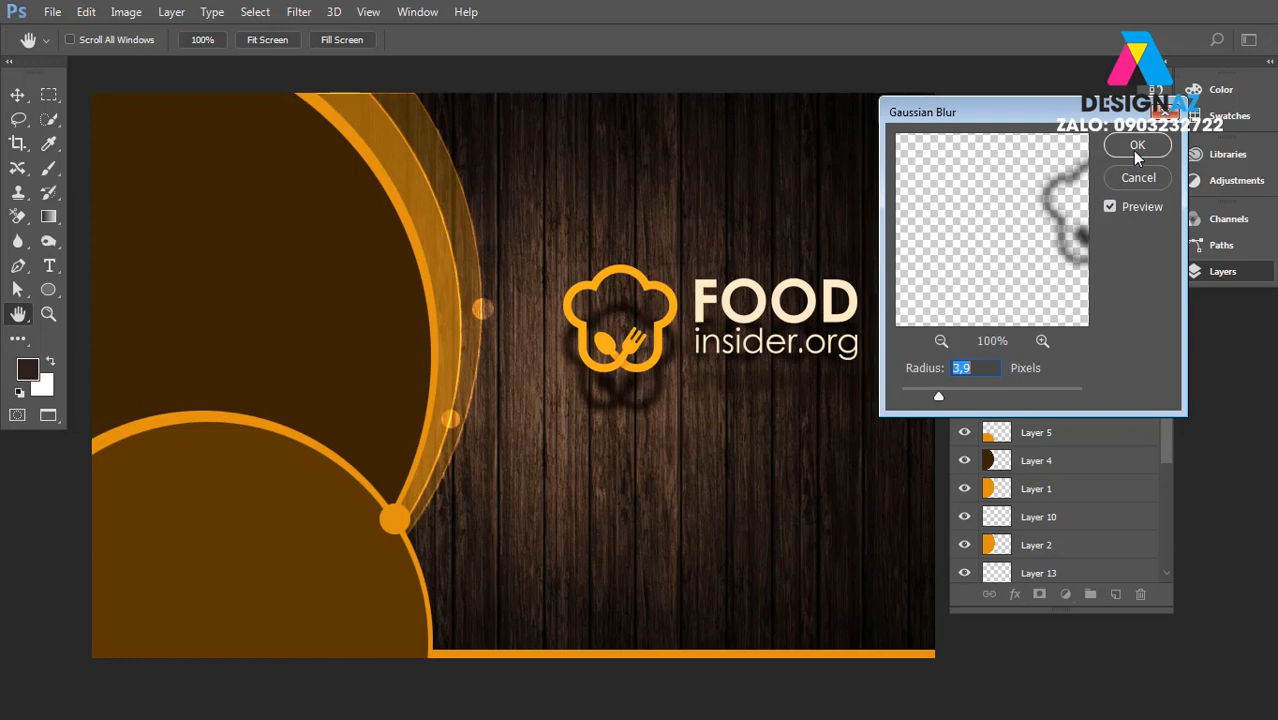 Ps File Edit Image Layer Type Select Filter 3D View Window Help
Scroll All Windows 100% Fit Screen Fill Screen
DESIGN AZ
ZALO: 0903232722
Gaussian Blur
OK
Cancel
Preview
100%
Radius: 3,9 Pixels
Color
Swatches
Libraries
Adjustments
Channels
Paths
Layers
FOOD
insider.org
T
Layer 5
Layer 4
Layer 1
Layer 10
Layer 2
Layer 13
fx